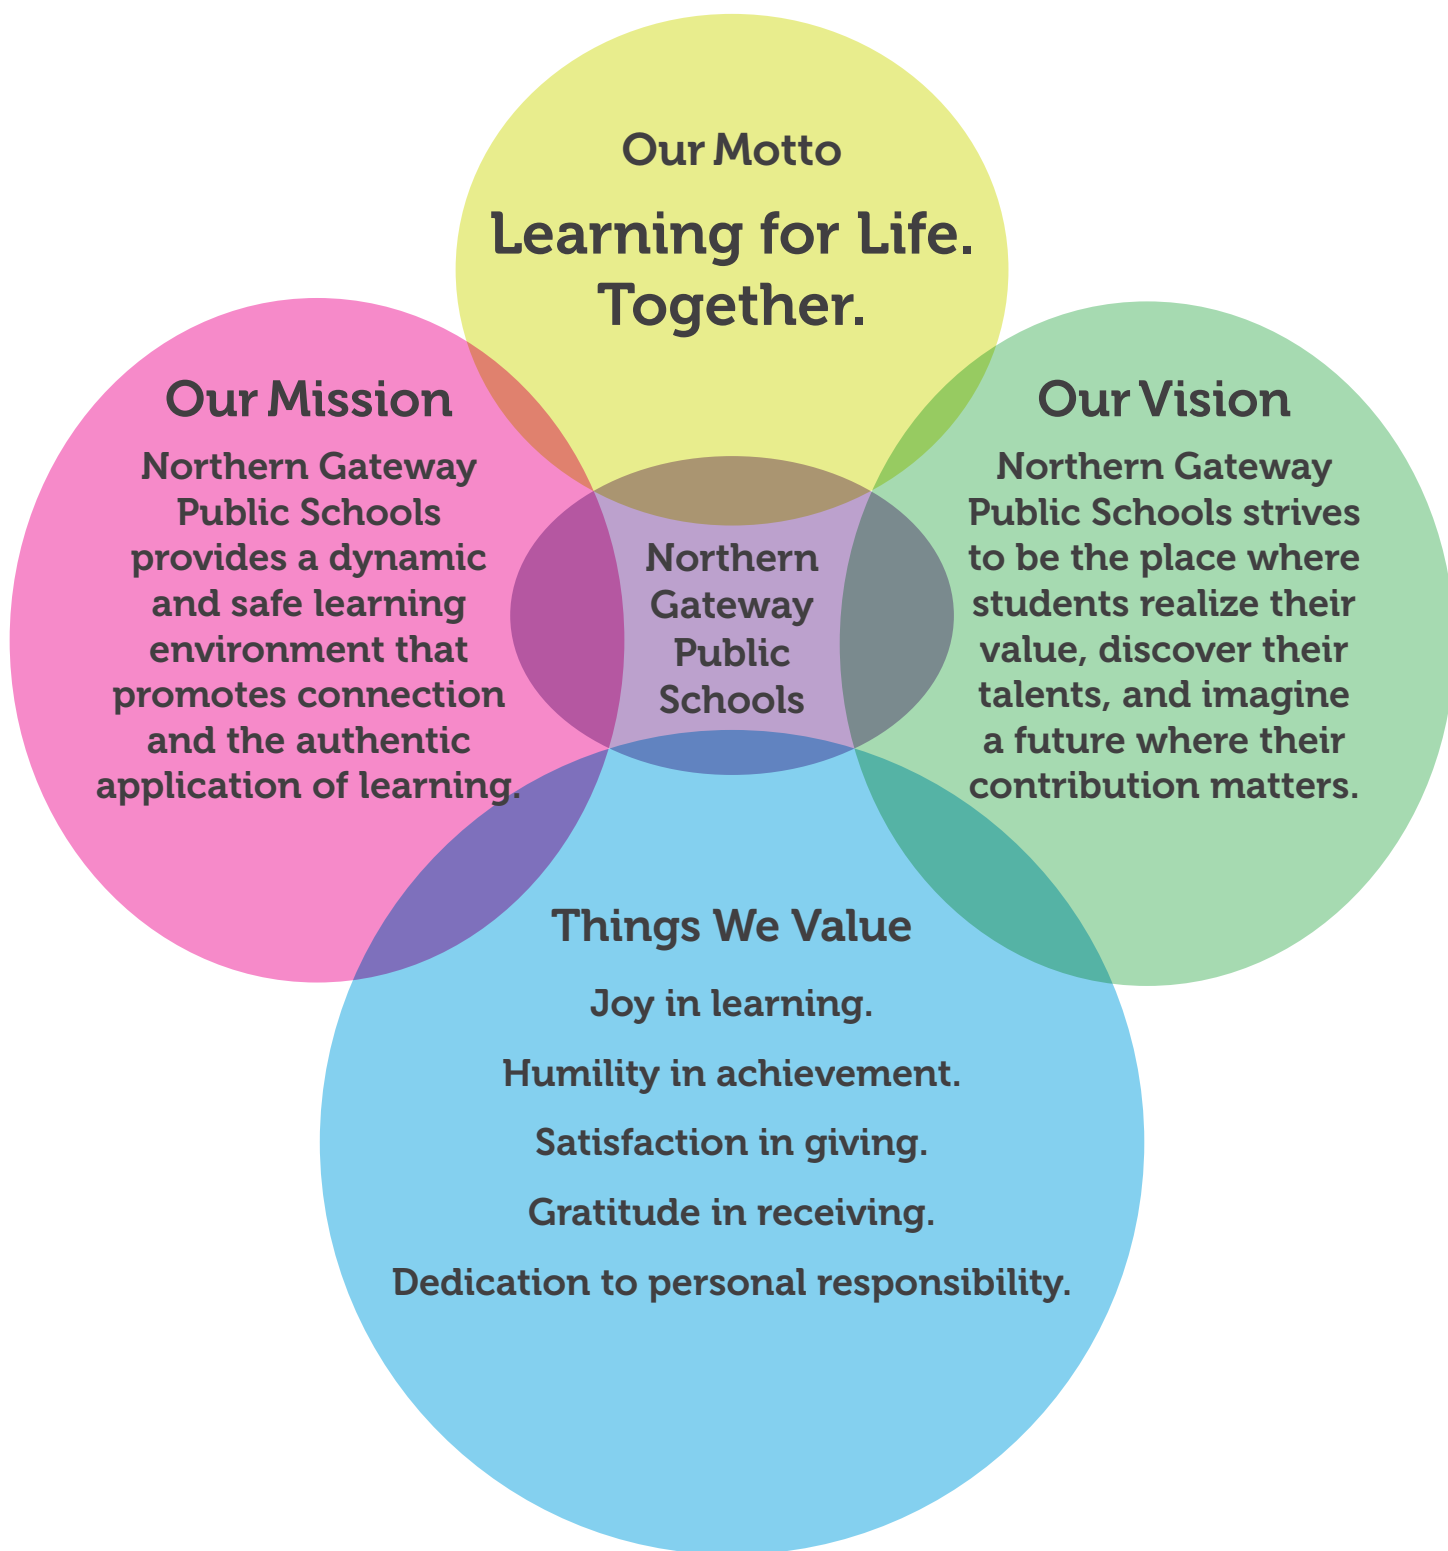 Our Motto
Learning for Life.
Together.
Our Mission
Northern Gateway
Public Schools
provides a dynamic
and safe learning
environment that
promotes connection
and the authentic
application of learning.
Northern
Gateway
Public
Schools
Our Vision
Northern Gateway
Public Schools strives
to be the place where
students realize their
value, discover their
talents, and imagine
a future where their
contribution matters.
Things We Value
Joy in learning.
Humility in achievement.
Satisfaction in giving.
Gratitude in receiving.
Dedication to personal responsibility.